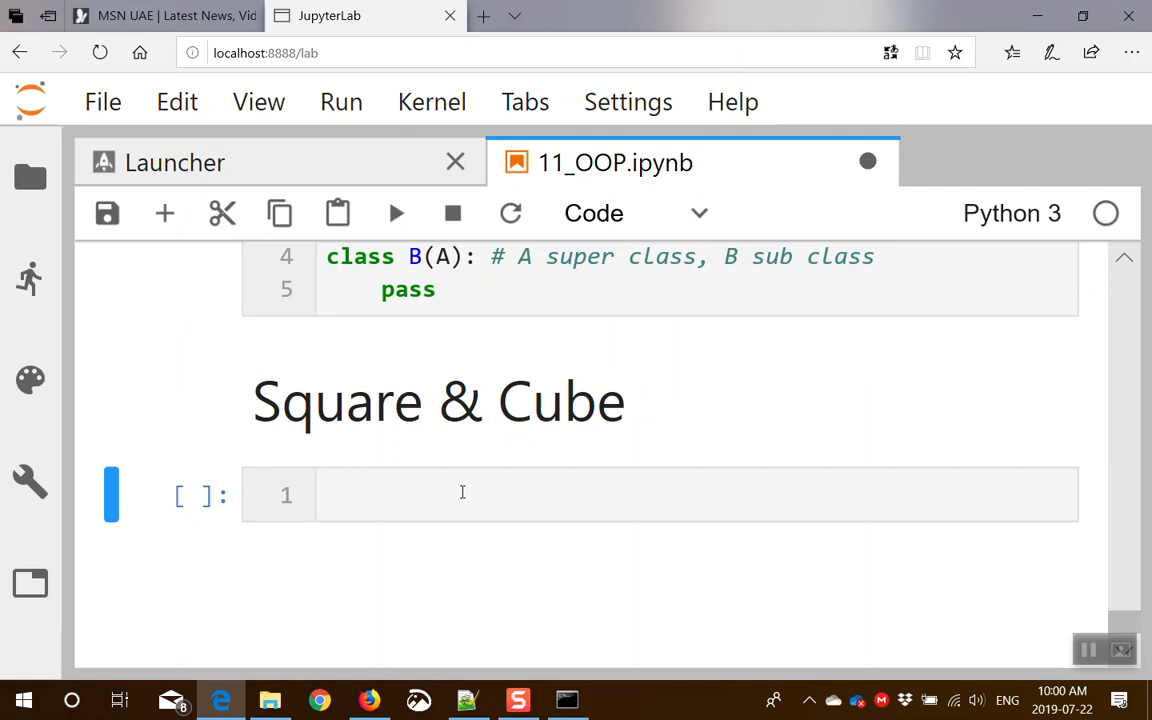 MSN UAE | Latest News, Vid
JupyterLab
localhost:8888/lab
File Edit View Run Kernel Tabs Settings Help
Launcher
11_OOP.ipynb
Code
Python 3
4 class B(A): # A super class, B sub class
5 pass
Square & Cube
[ ]: 1
8
ENG
10:00 AM
2019-07-22